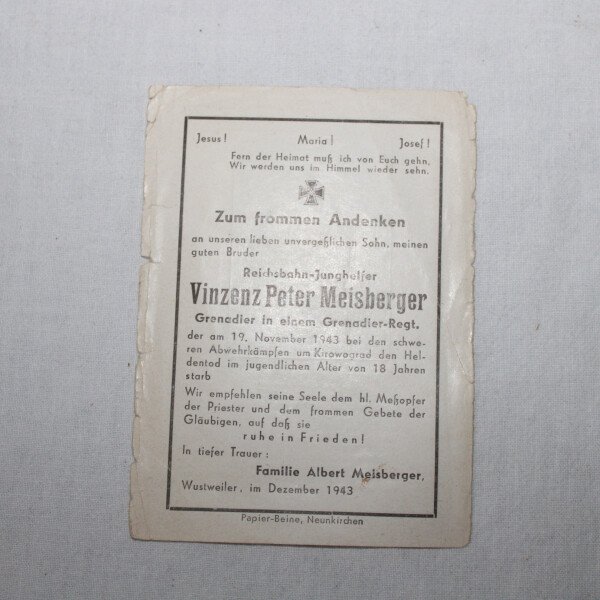 Jesus! Maria! Josef!
Fern der Heimat muß ich von Euch gehn,
Wir werden uns im Himmel wieder sehn.
Zum frommen Andenken
an unseren lieben unvergeßlichen Sohn, meinen
guten Bruder
Reichsbahn-Junghelfer
Vinzenz Peter Meisberger
Grenadier in einem Grenadier-Regt.
der am 19. November 1943 bei den schwe-
ren Abwehrkämpfen um Kirowograd den Hel-
dentod im jugendlichen Alter von 18 Jahren
starb
Wir empfehlen seine Seele dem hl. Meßopfer
der Priester und dem frommen Gebete der
Gläubigen, auf daß sie
ruhe in Frieden!
In tiefer Trauer:
Familie Albert Meisberger,
Wustweiler, im Dezember 1943
Papier-Beine, Neunkirchen